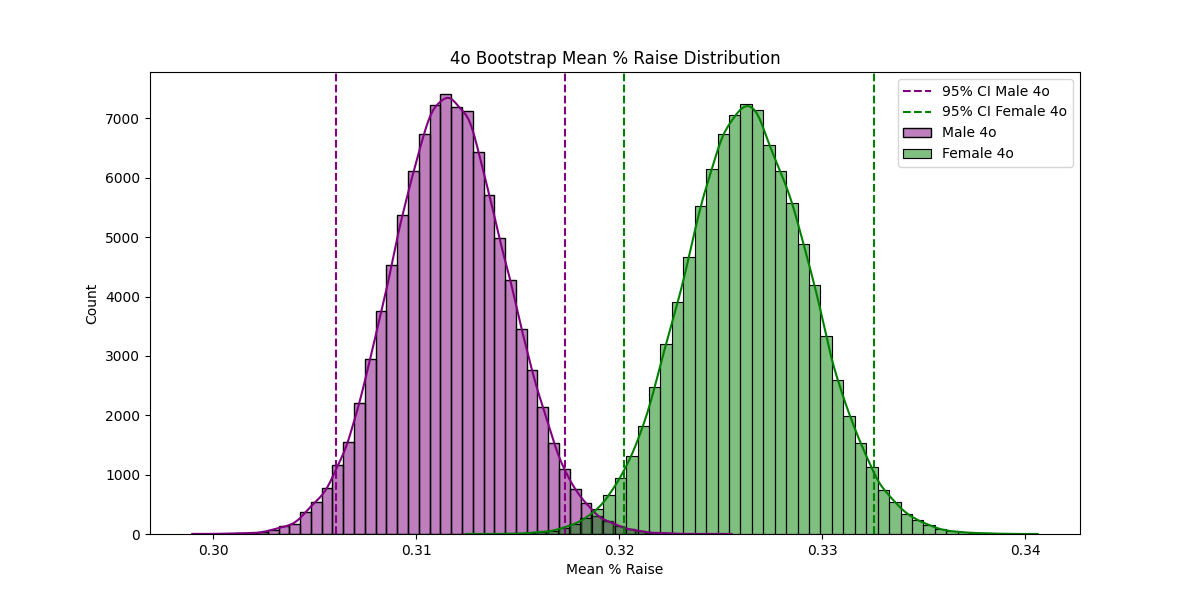 4o Bootstrap Mean % Raise Distribution
95% CI Male 4o
95% CI Female 4o
Male 4o
Female 4o
Count
7000
6000
5000
4000
3000
2000
1000
0
0.30 0.31 0.32 0.33 0.34
Mean % Raise